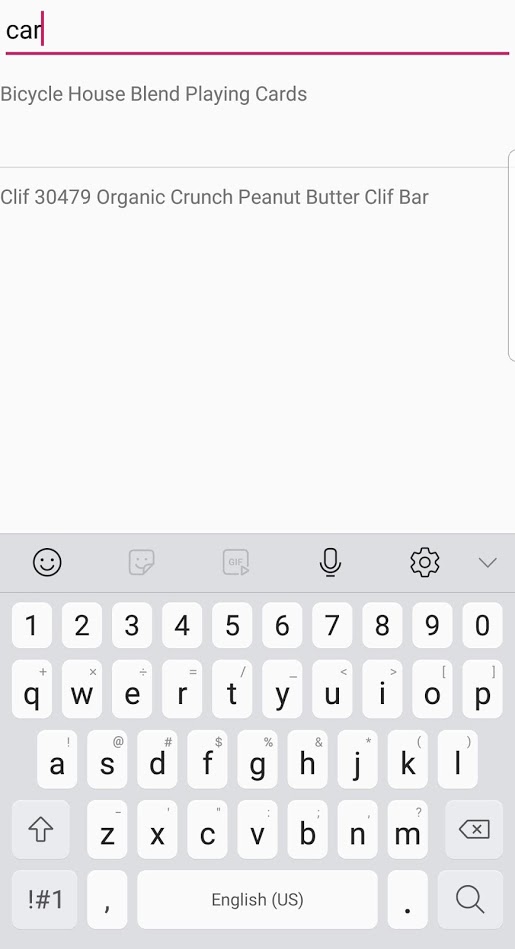 car
Bicycle House Blend Playing Cards
Clif 30479 Organic Crunch Peanut Butter Clif Bar
GIF
1 2 3 4 5 6 7 8 9 0
+ × ÷ = / _ < > [ ]
q w e r t y u i o p
! @ # $ % & * ( )
a s d f g h j k l
- ' " : ; , ?
z x c v b n m
!#1 , English (US) .